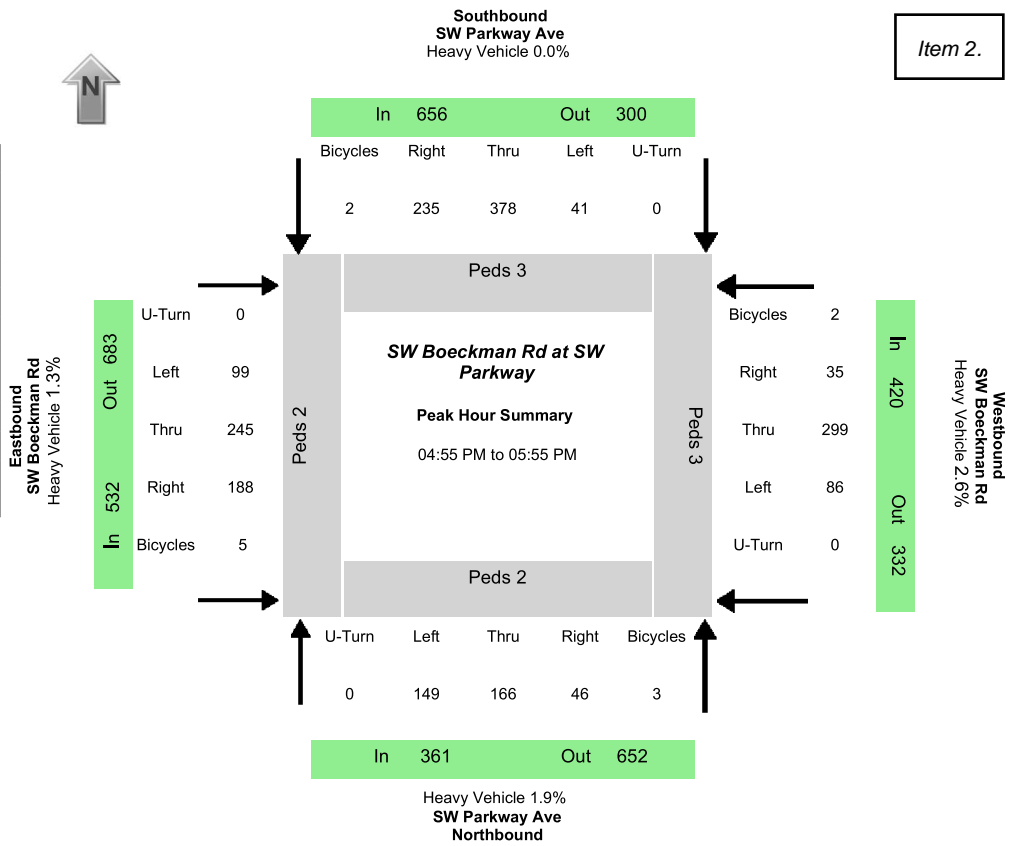 Southbound
SW Parkway Ave
Heavy Vehicle 0.0%
Item 2.
N
In 656 Out 300
Bicycles Right Thru Left U-Turn
2 235 378 41 0
Peds 3
Eastbound
SW Boeckman Rd
Heavy Vehicle 1.3%
In 532 Out 683
U-Turn 0
Left 99
Thru 245
Right 188
Bicycles 5
Peds 2
SW Boeckman Rd at SW
Parkway
Peak Hour Summary
04:55 PM to 05:55 PM
Peds 3
Bicycles 2
Right 35
Thru 299
Left 86
U-Turn 0
In 420 Out 332
Westbound
SW Boeckman Rd
Heavy Vehicle 2.6%
Peds 2
U-Turn Left Thru Right Bicycles
0 149 166 46 3
In 361 Out 652
Heavy Vehicle 1.9%
SW Parkway Ave
Northbound